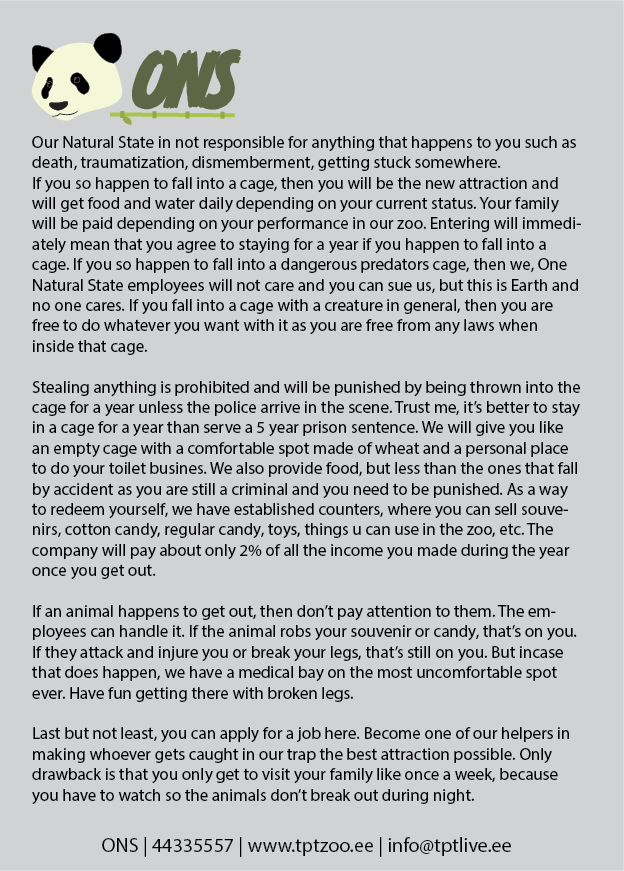 ONS
Our Natural State in not responsible for anything that happens to you such as
death, traumatization, dismemberment, getting stuck somewhere.
If you so happen to fall into a cage, then you will be the new attraction and
will get food and water daily depending on your current status. Your family
will be paid depending on your performance in our zoo. Entering will immedi-
ately mean that you agree to staying for a year if you happen to fall into a
cage. If you so happen to fall into a dangerous predators cage, then we, One
Natural State employees will not care and you can sue us, but this is Earth and
no one cares. If you fall into a cage with a creature in general, then you are
free to do whatever you want with it as you are free from any laws when
inside that cage.
Stealing anything is prohibited and will be punished by being thrown into the
cage for a year unless the police arrive in the scene. Trust me, it's better to stay
in a cage for a year than serve a 5 year prison sentence. We will give you like
an empty cage with a comfortable spot made of wheat and a personal place
to do your toilet busines. We also provide food, but less than the ones that fall
by accident as you are still a criminal and you need to be punished. As a way
to redeem yourself, we have established counters, where you can sell souve-
nirs, cotton candy, regular candy, toys, things u can use in the zoo, etc. The
company will pay about only 2% of all the income you made during the year
once you get out.
If an animal happens to get out, then don't pay attention to them. The em-
ployees can handle it. If the animal robs your souvenir or candy, that's on you.
If they attack and injure you or break your legs, that's still on you. But incase
that does happen, we have a medical bay on the most uncomfortable spot
ever. Have fun getting there with broken legs.
Last but not least, you can apply for a job here. Become one of our helpers in
making whoever gets caught in our trap the best attraction possible. Only
drawback is that you only get to visit your family like once a week, because
you have to watch so the animals don't break out during night.
ONS | 44335557 | www.tptzoo.ee | info@tptlive.ee